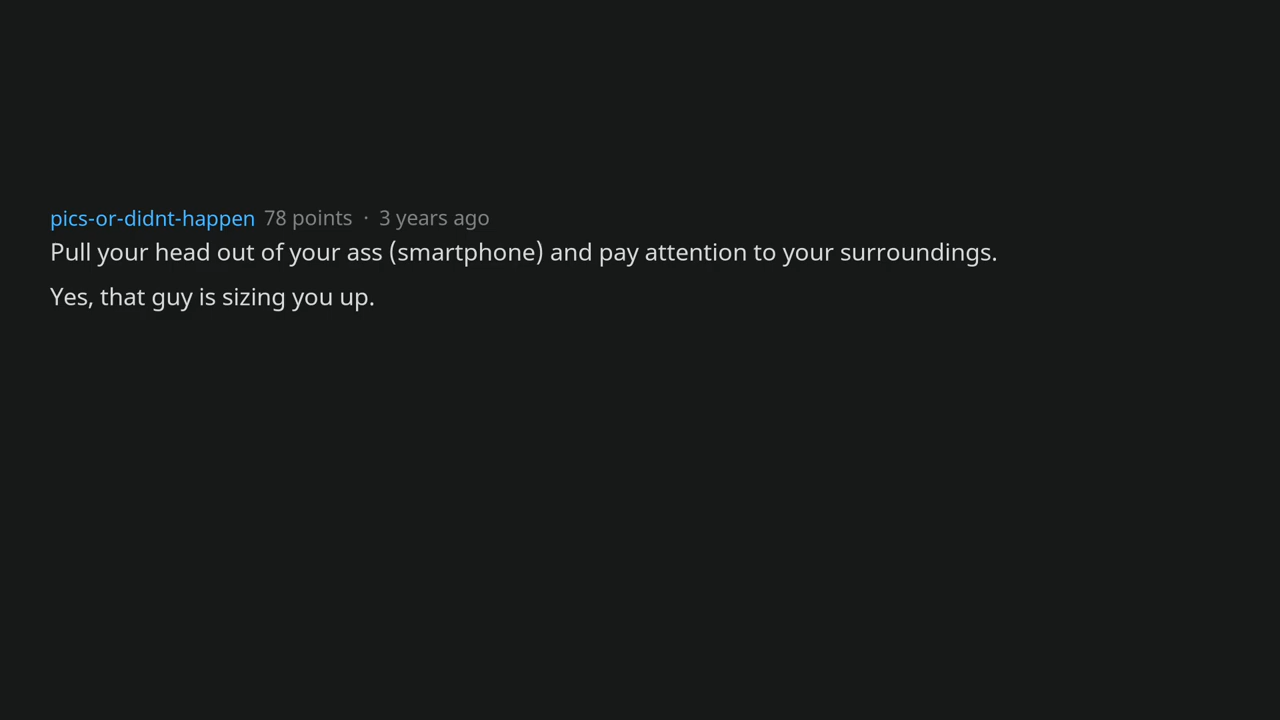 pics-or-didnt-happen 78 points · 3 years ago
Pull your head out of your ass (smartphone) and pay attention to your surroundings.
Yes, that guy is sizing you up.